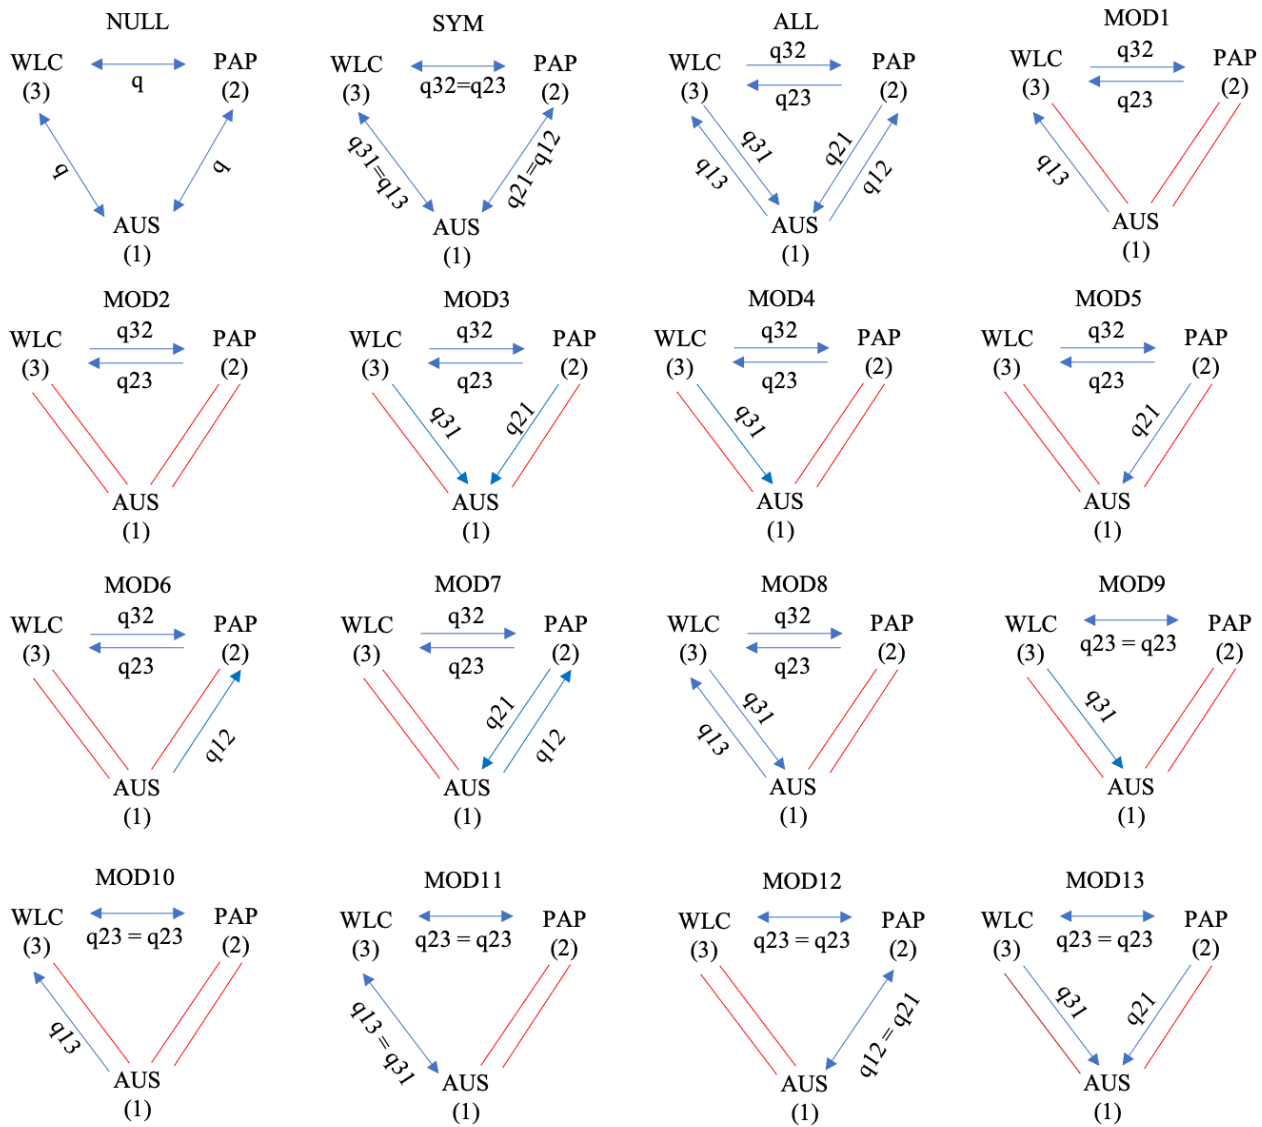 NULL
WLC
(3)
q
PAP
(2)
q
q
AUS
(1)
SYM
WLC
(3)
q32=q23
PAP
(2)
q31=q13
q21=q12
AUS
(1)
ALL
WLC
(3)
q32
q23
PAP
(2)
q31
q13
q21
q12
AUS
(1)
MOD1
WLC
(3)
q32
q23
PAP
(2)
q13
AUS
(1)
MOD2
WLC
(3)
q32
q23
PAP
(2)
AUS
(1)
MOD3
WLC
(3)
q32
q23
PAP
(2)
q31
q21
AUS
(1)
MOD4
WLC
(3)
q32
q23
PAP
(2)
q31
AUS
(1)
MOD5
WLC
(3)
q32
q23
PAP
(2)
q21
AUS
(1)
MOD6
WLC
(3)
q32
q23
PAP
(2)
q12
AUS
(1)
MOD7
WLC
(3)
q32
q23
PAP
(2)
q21
q12
AUS
(1)
MOD8
WLC
(3)
q32
q23
PAP
(2)
q31
q13
AUS
(1)
MOD9
WLC
(3)
q23 = q23
PAP
(2)
q31
AUS
(1)
MOD10
WLC
(3)
q23 = q23
PAP
(2)
q13
AUS
(1)
MOD11
WLC
(3)
q23 = q23
PAP
(2)
q13 = q31
AUS
(1)
MOD12
WLC
(3)
q23 = q23
PAP
(2)
q12 = q21
AUS
(1)
MOD13
WLC
(3)
q23 = q23
PAP
(2)
q31
q21
AUS
(1)